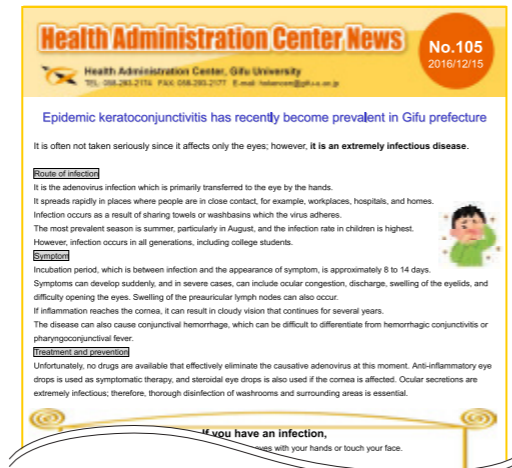 Health Administration Center News
No.105
2016/12/15
Health Administration Center, Gifu University
TEL: 058-293-2174 FAX: 058-293-2177 E-mail:
Epidemic keratoconjunctivitis has recently become prevalent in Gifu prefecture
It is often not taken seriously since it affects only the eyes; however, it is an extremely infectious disease.
Route of infection
It is the adenovirus infection which is primarily transferred to the eye by the hands.
It spreads rapidly in places where people are in close contact, for example, workplaces, hospitals, and homes.
Infection occurs as a result of sharing towels or washbasins which the virus adheres.
The most prevalent season is summer, particularly in August, and the infection rate in children is highest.
However, infection occurs in all generations, including college students.
Symptom
Incubation period, which is between infection and the appearance of symptom, is approximately 8 to 14 days.
Symptoms can develop suddenly, and in severe cases, can include ocular congestion, discharge, swelling of the eyelids, and
difficulty opening the eyes. Swelling of the preauricular lymph nodes can also occur.
If inflammation reaches the cornea, it can result in cloudy vision that continues for several years.
The disease can also cause conjunctival hemorrhage, which can be difficult to differentiate from hemorrhagic conjunctivitis or
pharyngoconjunctival fever.
Treatment and prevention
Unfortunately, no drugs are available that effectively eliminate the causative adenovirus at this moment. Anti-inflammatory eye
drops is used as symptomatic therapy, and steroidal eye drops is also used if the cornea is affected. Ocular secretions are
extremely infectious; therefore, thorough disinfection of washrooms and surrounding areas is essential.
If you have an infection,
eyes with your hands or touch your face.